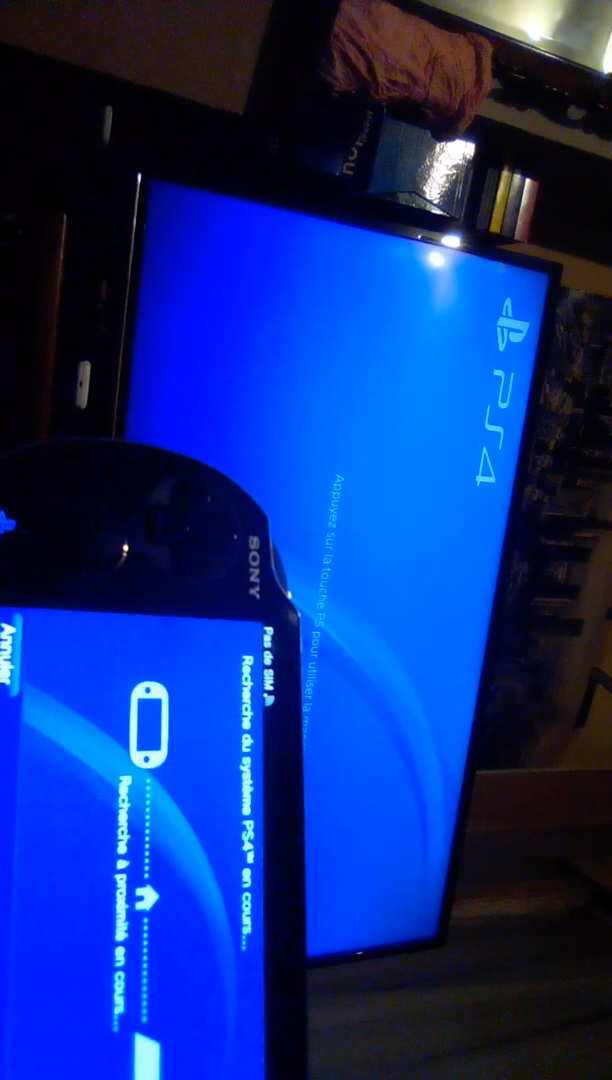 PS4
Appuyez sur la touche PS pour utiliser la
SONY
Pas de SIM
Recherche du système PS4™ en cours...
Recherche à proximité en cours...
Annuler